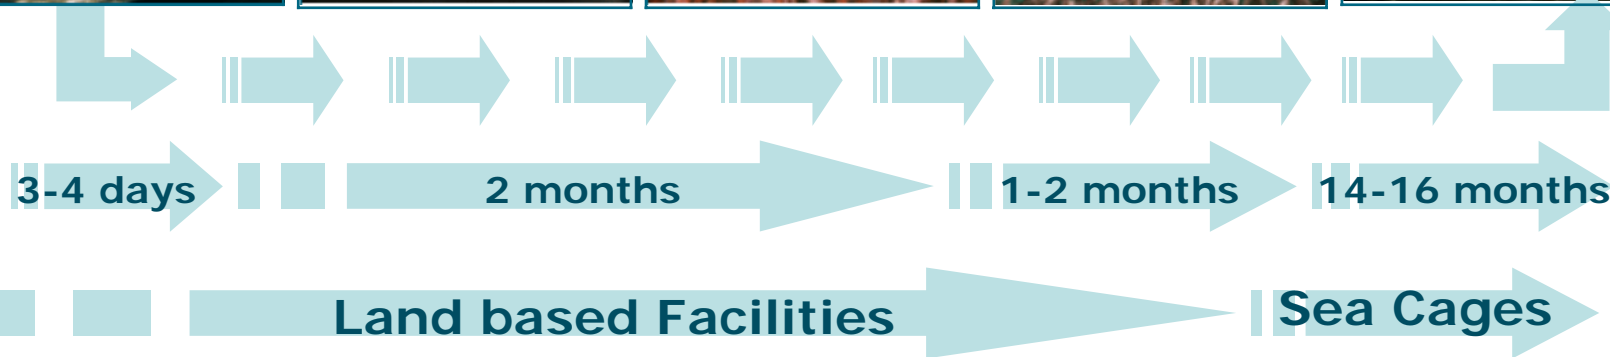 3-4 days 2 months 1-2 months 14-16 months
Land based Facilities Sea Cages